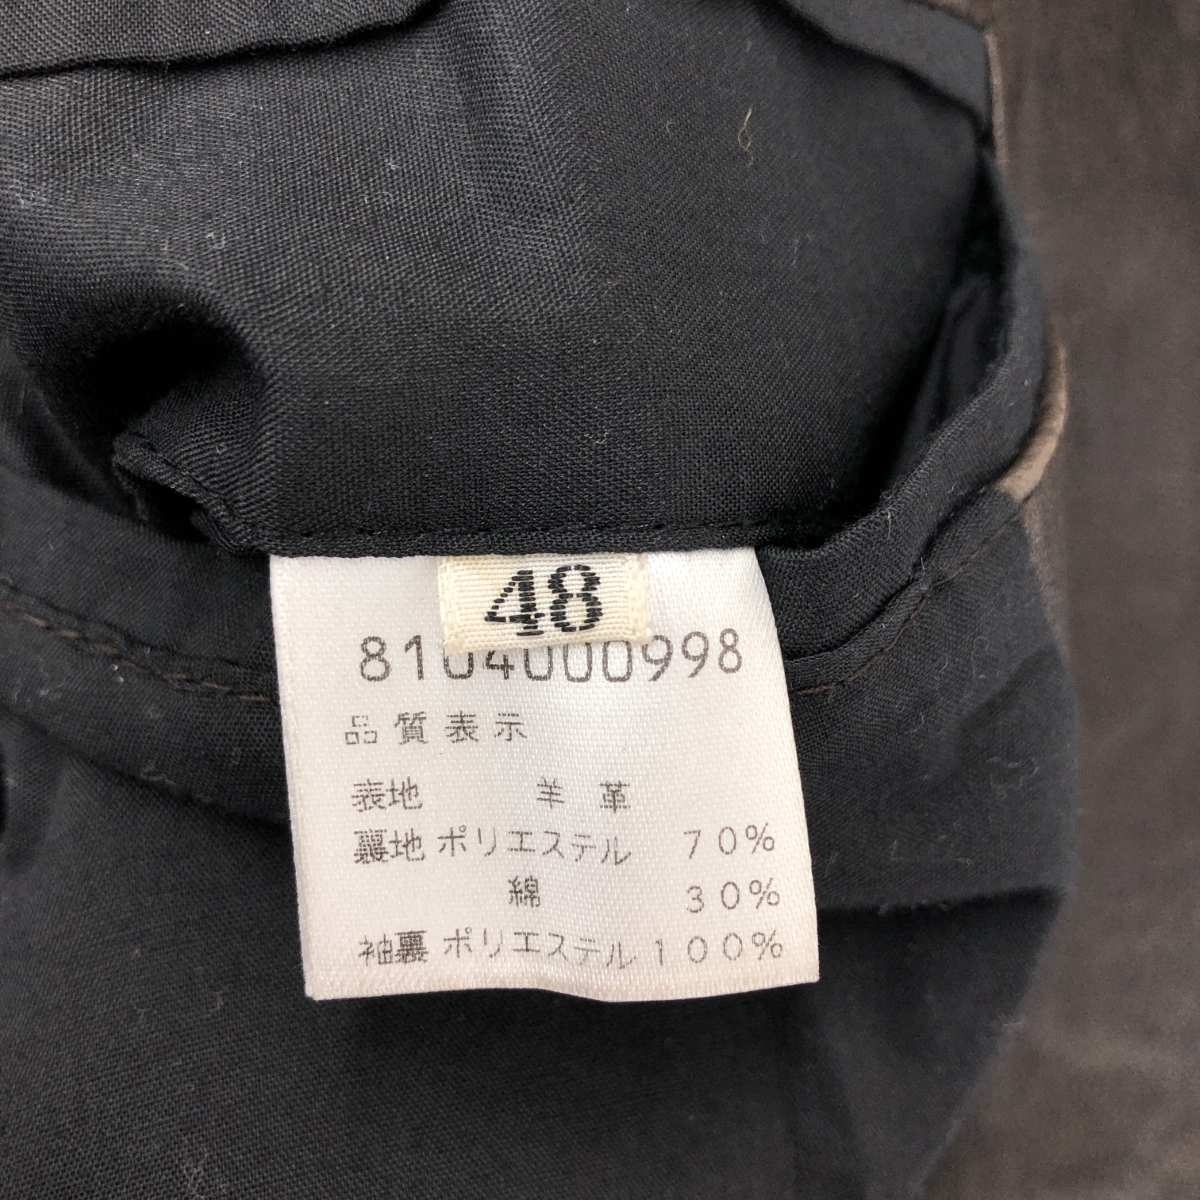 48
8104000998
品質表示
表地 羊革
裏地 ポリエステル 70%
綿 30%
袖裏 ポリエステル 100%